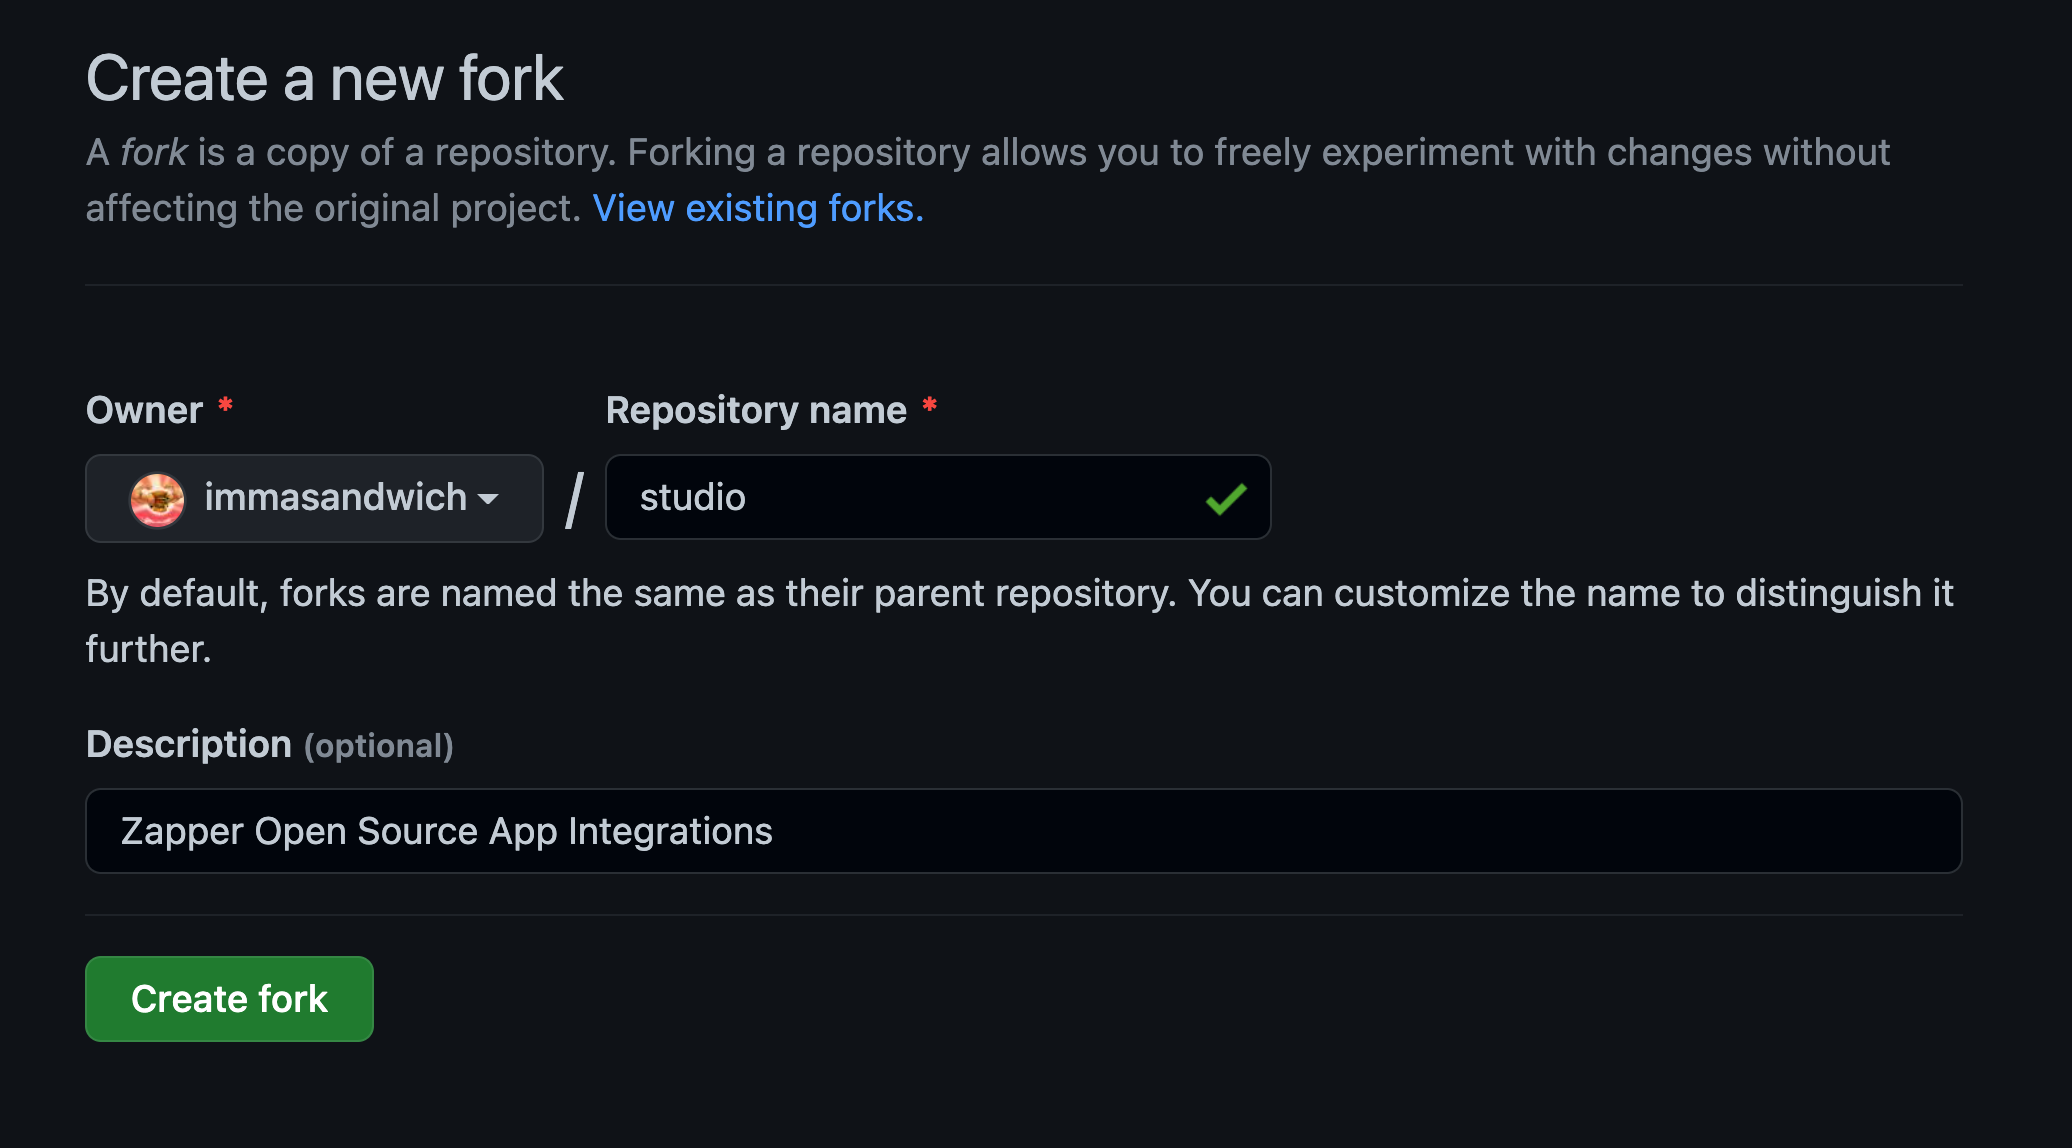 Create a new fork
A fork is a copy of a repository. Forking a repository allows you to freely experiment with changes without
affecting the original project. View existing forks.
Owner *
Repository name *
immasandwich
/
studio
By default, forks are named the same as their parent repository. You can customize the name to distinguish it
further.
Description (optional)
Zapper Open Source App Integrations
Create fork